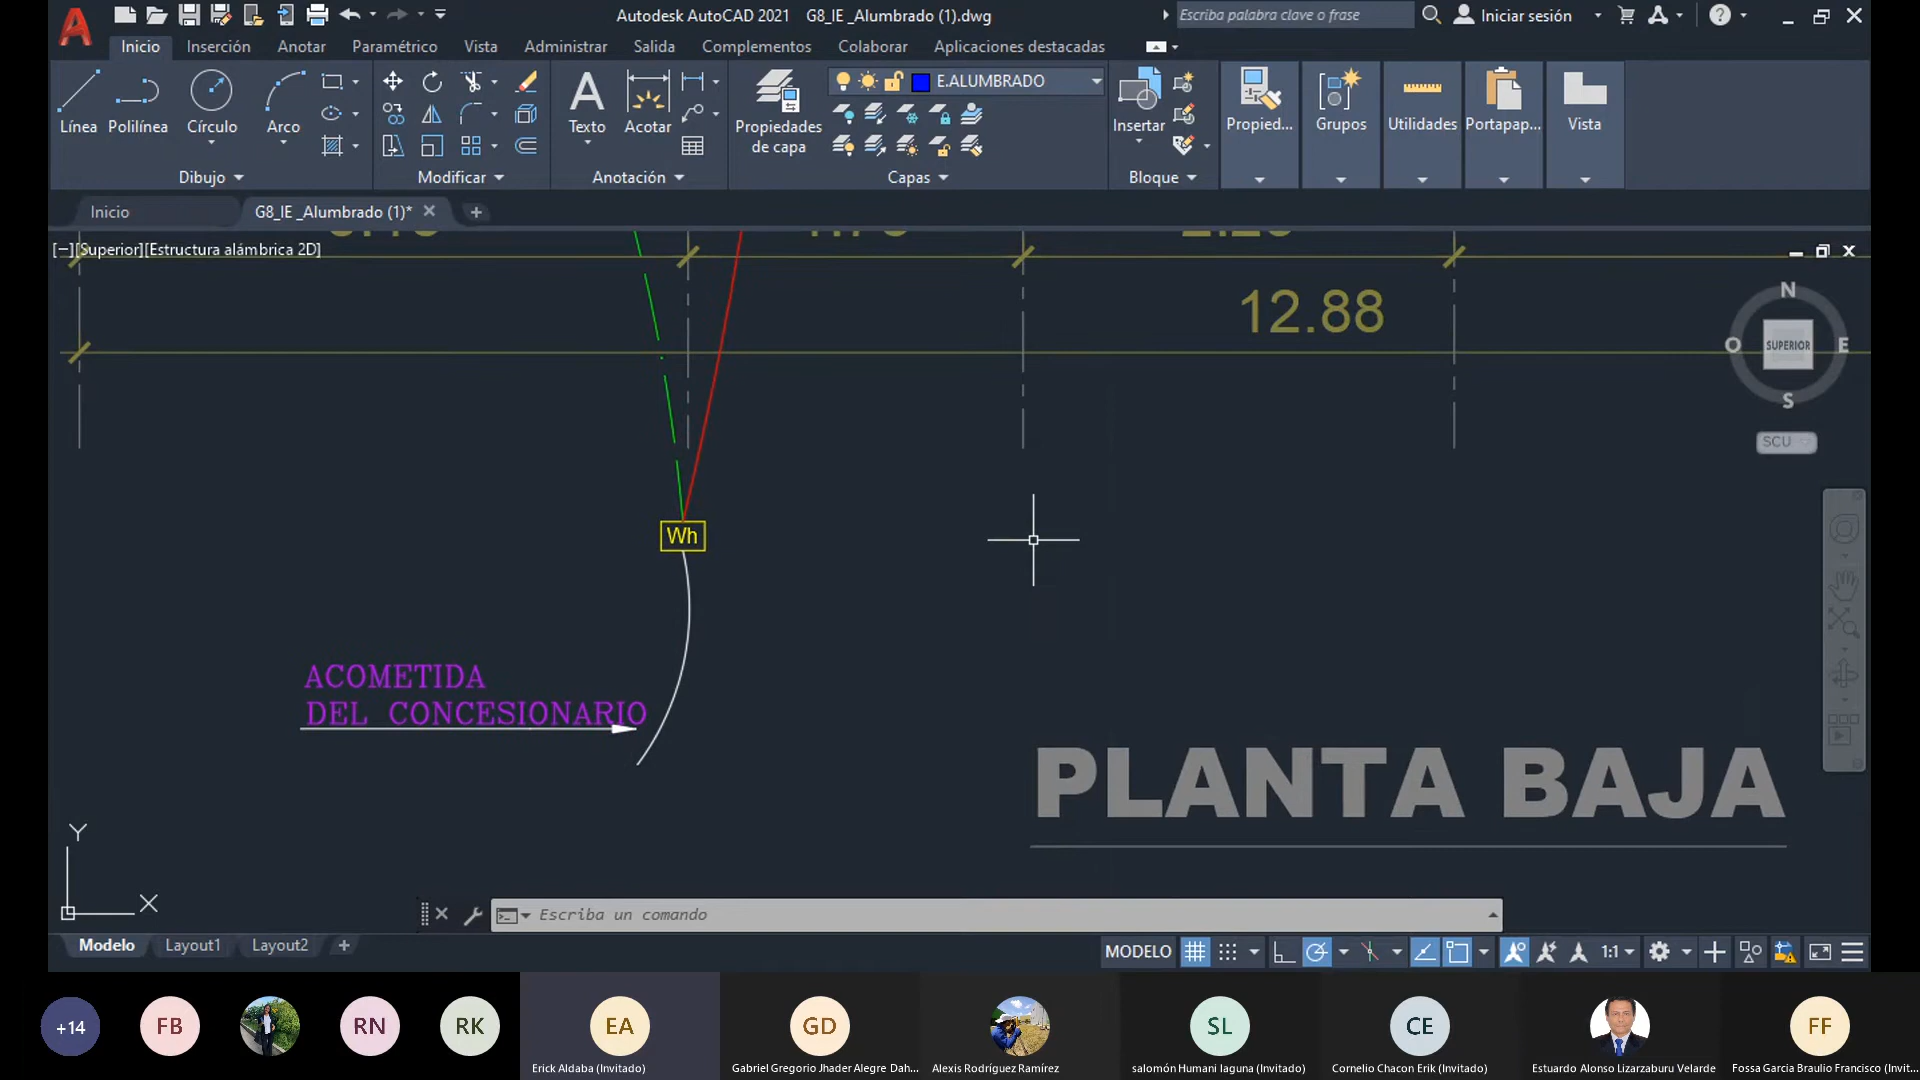 Autodesk AutoCAD 2021 G8_IE _Alumbrado (1).dwg
Escriba palabra clave o frase
Iniciar sesión
Inicio Inserción Anotar Paramétrico Vista Administrar Salida Complementos Colaborar Aplicaciones destacadas
E.ALUMBRADO
Línea Polilínea Círculo Arco
Texto Acotar
Propiedades
de capa
Insertar
Propied... Grupos Utilidades Portapap... Vista
Dibujo Modificar Anotación Capas Bloque
Inicio G8_IE _Alumbrado (1)*
[−][Superior][Estructura alámbrica 2D]
12.88
N
O SUPERIOR E
S
SCU
Wh
ACOMETIDA
DEL CONCESIONARIO
PLANTA BAJA
Y
X
Escriba un comando
Modelo Layout1 Layout2
MODELO 1:1
+14 FB RN RK EA GD SL CE FF
Erick Aldaba (Invitado)
Gabriel Gregorio Jhader Alegre Dah...
Alexis Rodríguez Ramírez
salomón Humani laguna (Invitado)
Cornelio Chacon Erik (Invitado)
Estuardo Alonso Lizarzaburu Velarde
Fossa Garcia Braulio Francisco (Invit...